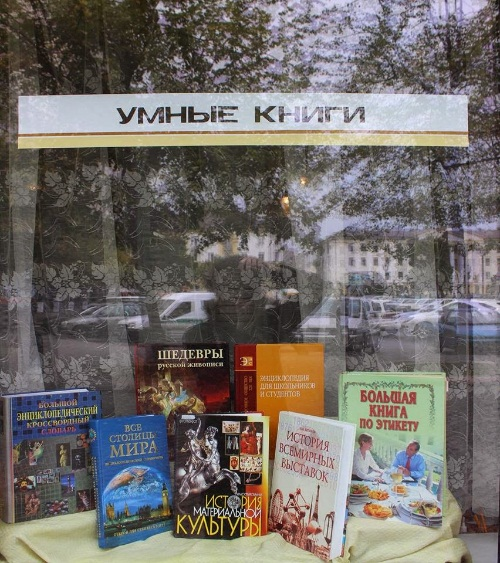 УМНЫЕ КНИГИ
ШЕДЕВРЫ
русской живописи
ЭНЦИКЛОПЕДИЯ
ДЛЯ ШКОЛЬНИКОВ
И СТУДЕНТОВ
БОЛЬШОЙ
ЭНЦИКЛОПЕДИЧЕСКИЙ
КРОССВОРДНЫЙ
СЛОВАРЬ
ВСЕ
СТОЛИЦЫ
МИРА
ИСТОРИЯ
МАТЕРИАЛЬНОЙ
КУЛЬТУРЫ
ИСТОРИЯ
ВСЕМИРНЫХ
ВЫСТАВОК
БОЛЬШАЯ
КНИГА
ПО ЭТИКЕТУ